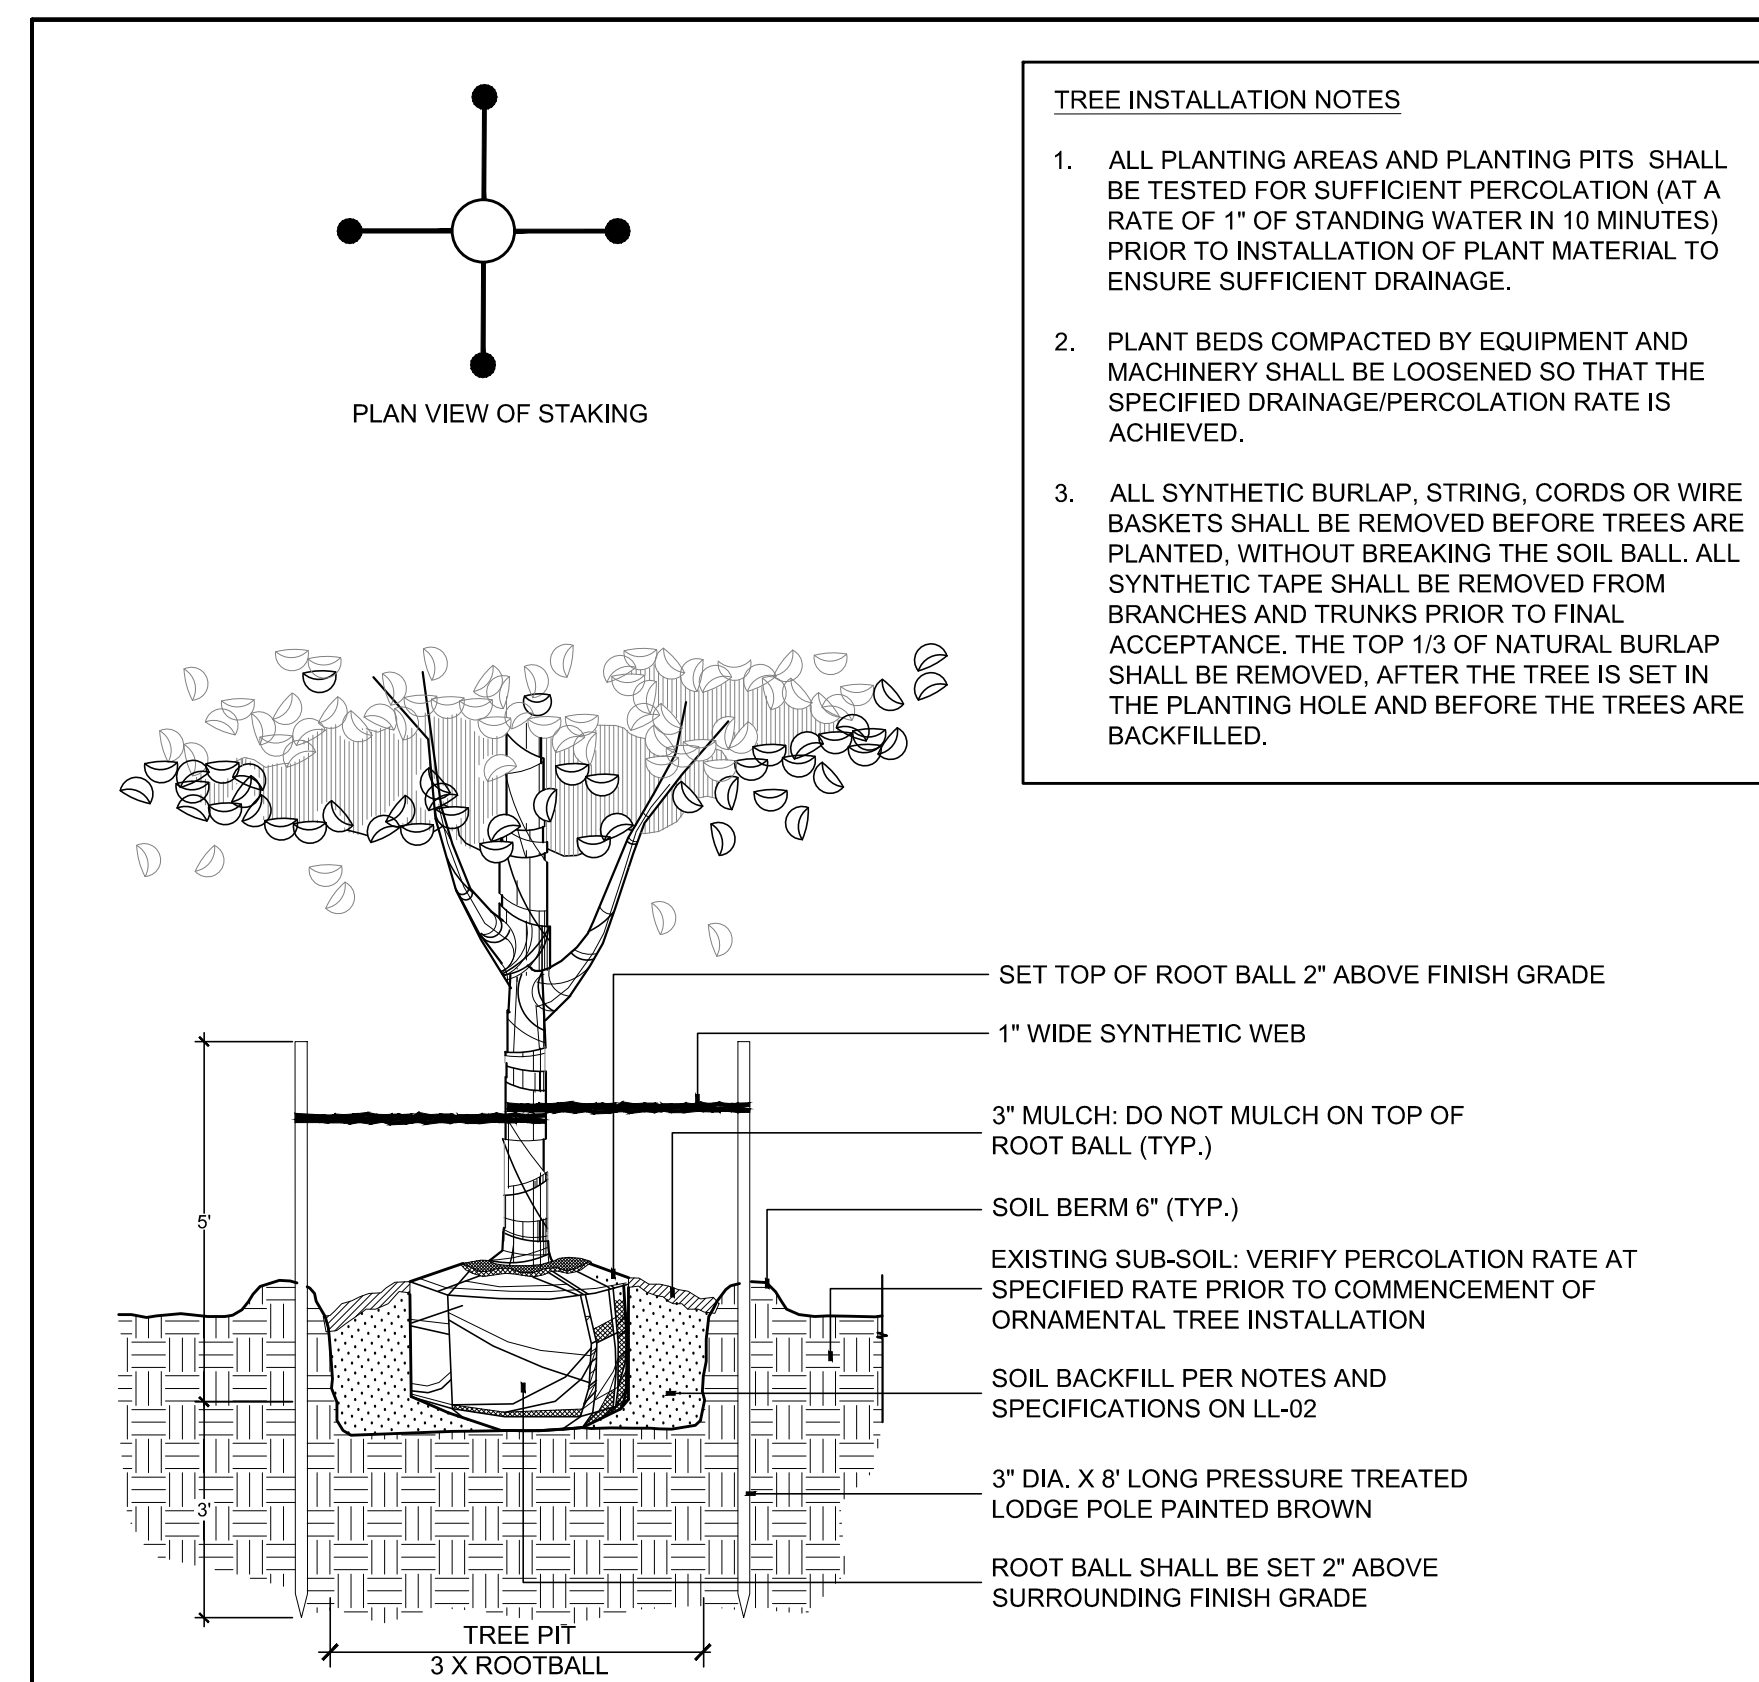 PLAN VIEW OF STAKING
TREE INSTALLATION NOTES
1. ALL PLANTING AREAS AND PLANTING PITS SHALL
BE TESTED FOR SUFFICIENT PERCOLATION (AT A
RATE OF 1" OF STANDING WATER IN 10 MINUTES)
PRIOR TO INSTALLATION OF PLANT MATERIAL TO
ENSURE SUFFICIENT DRAINAGE.
2. PLANT BEDS COMPACTED BY EQUIPMENT AND
MACHINERY SHALL BE LOOSENED SO THAT THE
SPECIFIED DRAINAGE/PERCOLATION RATE IS
ACHIEVED.
3. ALL SYNTHETIC BURLAP, STRING, CORDS OR WIRE
BASKETS SHALL BE REMOVED BEFORE TREES ARE
PLANTED, WITHOUT BREAKING THE SOIL BALL. ALL
SYNTHETIC TAPE SHALL BE REMOVED FROM
BRANCHES AND TRUNKS PRIOR TO FINAL
ACCEPTANCE. THE TOP 1/3 OF NATURAL BURLAP
SHALL BE REMOVED, AFTER THE TREE IS SET IN
THE PLANTING HOLE AND BEFORE THE TREES ARE
BACKFILLED.
SET TOP OF ROOT BALL 2" ABOVE FINISH GRADE
1" WIDE SYNTHETIC WEB
3" MULCH: DO NOT MULCH ON TOP OF
ROOT BALL (TYP.)
SOIL BERM 6" (TYP.)
EXISTING SUB-SOIL: VERIFY PERCOLATION RATE AT
SPECIFIED RATE PRIOR TO COMMENCEMENT OF
ORNAMENTAL TREE INSTALLATION
SOIL BACKFILL PER NOTES AND
SPECIFICATIONS ON LL-02
3" DIA. X 8' LONG PRESSURE TREATED
LODGE POLE PAINTED BROWN
ROOT BALL SHALL BE SET 2" ABOVE
SURROUNDING FINISH GRADE
5'
3'
TREE PIT
3 X ROOTBALL